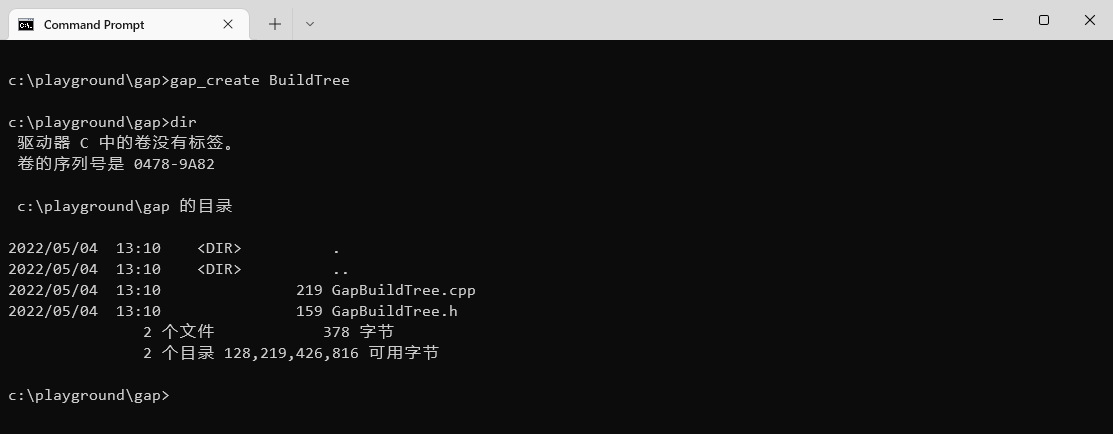 Command Prompt
c:\playground\gap>gap_create BuildTree
c:\playground\gap>dir
 驱动器 C 中的卷没有标签。
 卷的序列号是 0478-9A82
 c:\playground\gap 的目录
2022/05/04  13:10    <DIR>          .
2022/05/04  13:10    <DIR>          ..
2022/05/04  13:10               219 GapBuildTree.cpp
2022/05/04  13:10               159 GapBuildTree.h
               2 个文件            378 字节
               2 个目录 128,219,426,816 可用字节
c:\playground\gap>